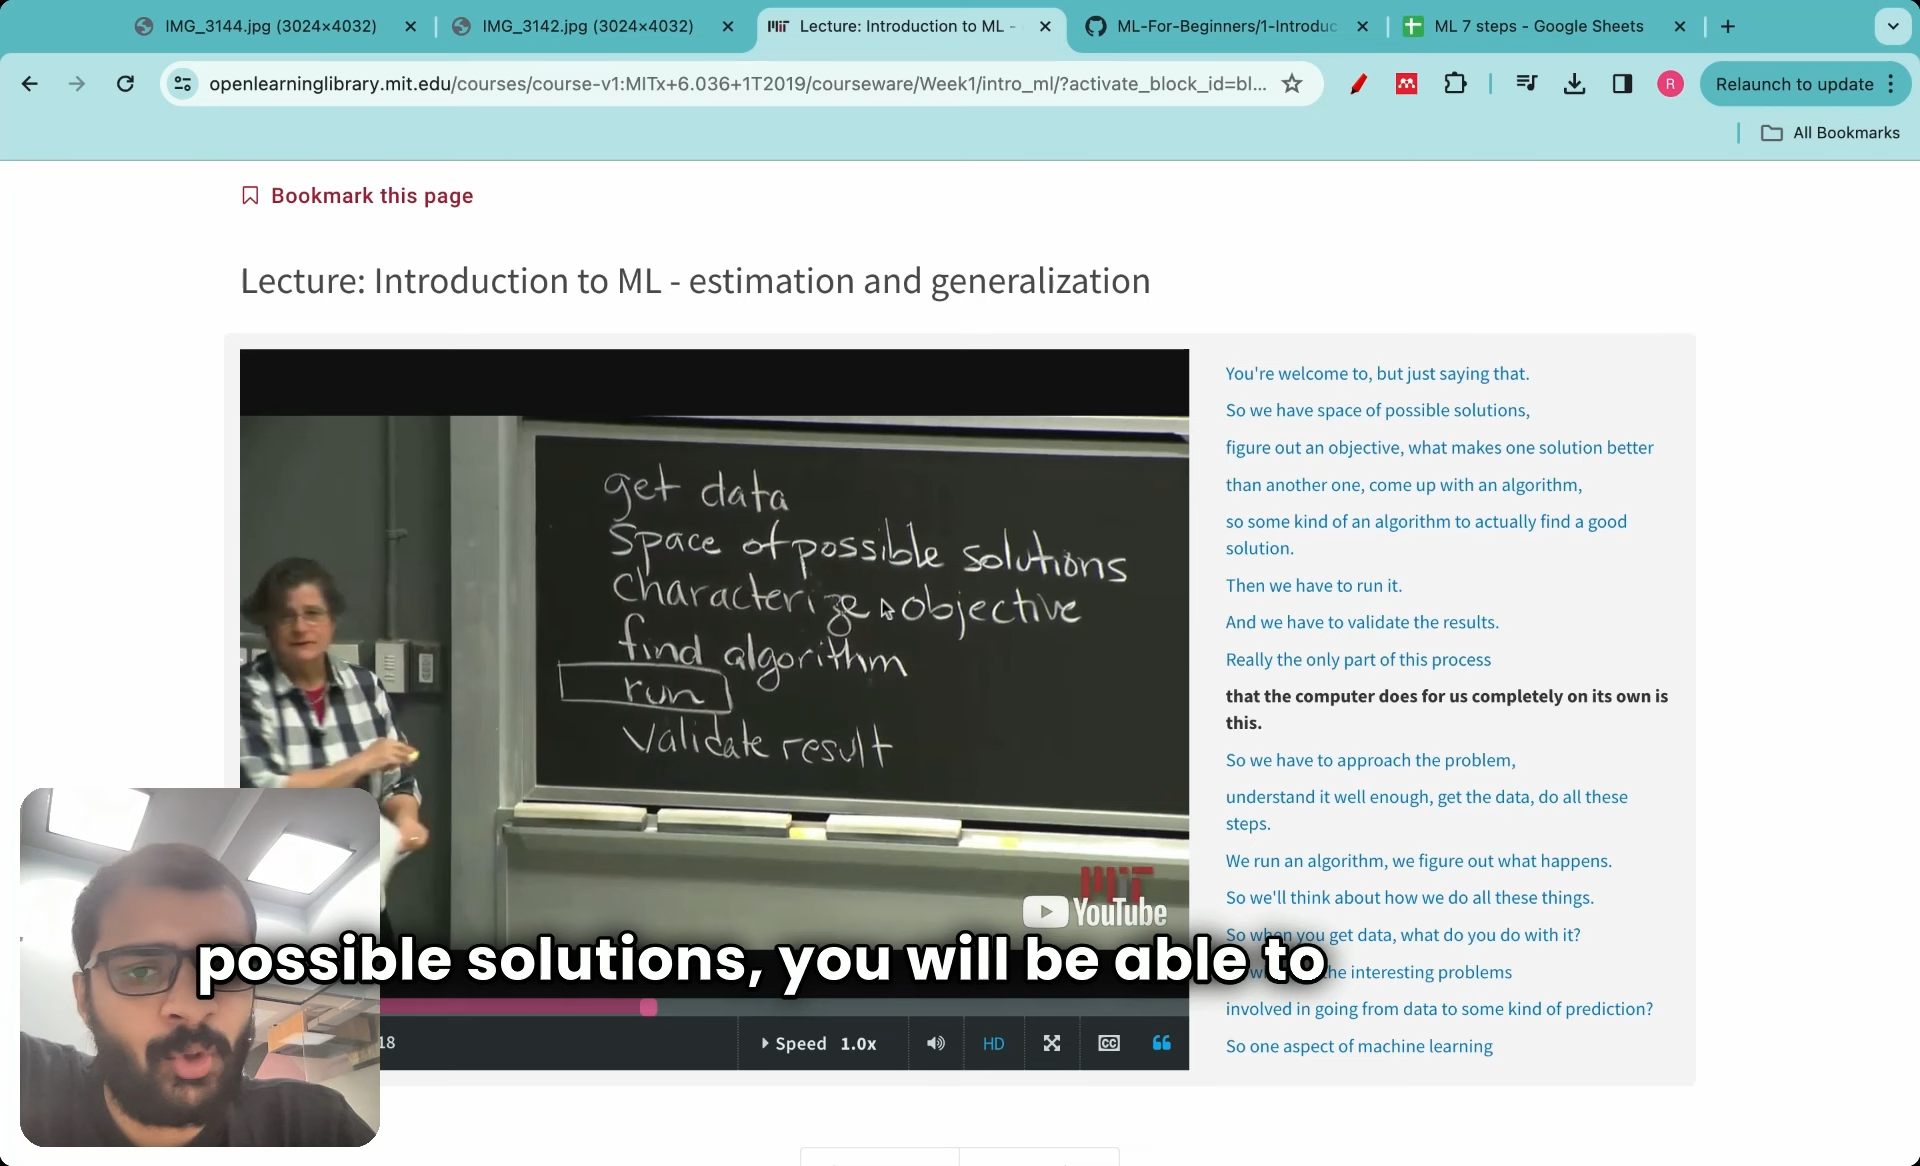 IMG_3144.jpg (3024×4032)
IMG_3142.jpg (3024×4032)
Lecture: Introduction to ML -
ML-For-Beginners/1-Introduc
ML 7 steps - Google Sheets
openlearninglibrary.mit.edu/courses/course-v1:MITx+6.036+1T2019/courseware/Week1/intro_ml/?activate_block_id=bl...
R
Relaunch to update
All Bookmarks
Bookmark this page
Lecture: Introduction to ML - estimation and generalization
get data
Space of possible solutions
Characterize objective
find algorithm
run
Validate result
MIT
YouTube
You're welcome to, but just saying that.
So we have space of possible solutions,
figure out an objective, what makes one solution better
than another one, come up with an algorithm,
so some kind of an algorithm to actually find a good
solution.
Then we have to run it.
And we have to validate the results.
Really the only part of this process
that the computer does for us completely on its own is
this.
So we have to approach the problem,
understand it well enough, get the data, do all these
steps.
We run an algorithm, we figure out what happens.
So we'll think about how we do all these things.
So when you get data, what do you do with it?
the interesting problems
involved in going from data to some kind of prediction?
So one aspect of machine learning
possible solutions, you will be able to
18
Speed 1.0x
HD
CC